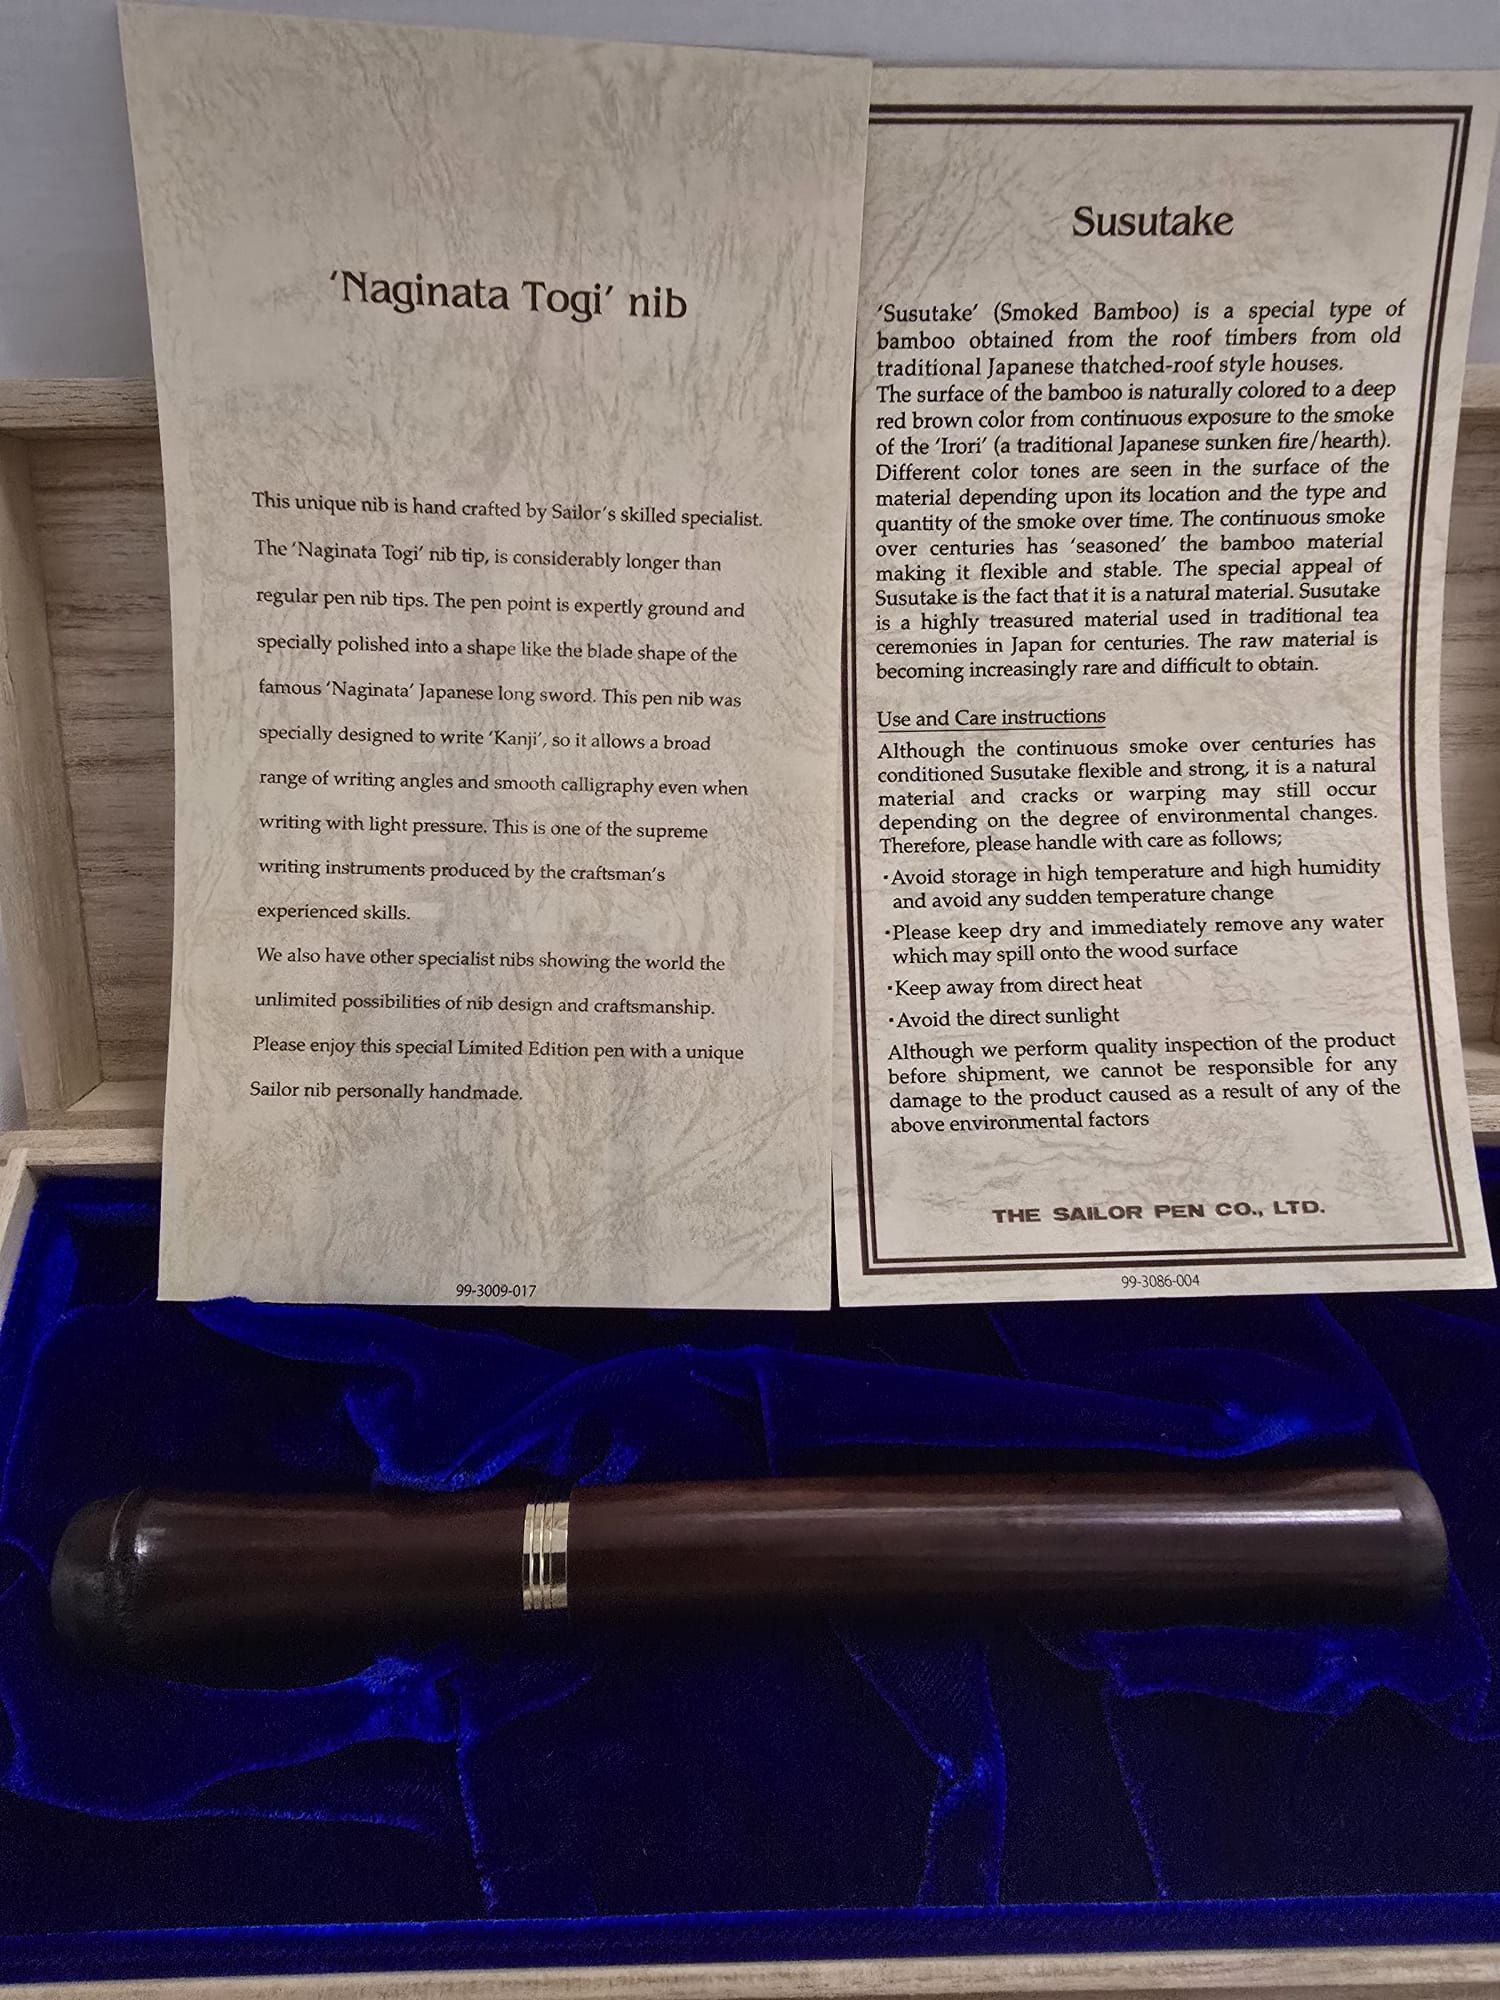 'Naginata Togi' nib
This unique nib is hand crafted by Sailor's skilled specialist.
The 'Naginata Togi' nib tip, is considerably longer than
regular pen nib tips. The pen point is expertly ground and
specially polished into a shape like the blade shape of the
famous 'Naginata' Japanese long sword. This pen nib was
specially designed to write 'Kanji', so it allows a broad
range of writing angles and smooth calligraphy even when
writing with light pressure. This is one of the supreme
writing instruments produced by the craftsman's
experienced skills.
We also have other specialist nibs showing the world the
unlimited possibilities of nib design and craftsmanship.
Please enjoy this special Limited Edition pen with a unique
Sailor nib personally handmade.
99-3009-017
Susutake
'Susutake' (Smoked Bamboo) is a special type of
bamboo obtained from the roof timbers from old
traditional Japanese thatched-roof style houses.
The surface of the bamboo is naturally colored to a deep
red brown color from continuous exposure to the smoke
of the 'Irori' (a traditional Japanese sunken fire/hearth).
Different color tones are seen in the surface of the
material depending upon its location and the type and
quantity of the smoke over time. The continuous smoke
over centuries has 'seasoned' the bamboo material
making it flexible and stable. The special appeal of
Susutake is the fact that it is a natural material. Susutake
is a highly treasured material used in traditional tea
ceremonies in Japan for centuries. The raw material is
becoming increasingly rare and difficult to obtain.
Use and Care instructions
Although the continuous smoke over centuries has
conditioned Susutake flexible and strong, it is a natural
material and cracks or warping may still occur
depending on the degree of environmental changes.
Therefore, please handle with care as follows;
・Avoid storage in high temperature and high humidity
and avoid any sudden temperature change
・Please keep dry and immediately remove any water
which may spill onto the wood surface
・Keep away from direct heat
・Avoid the direct sunlight
Although we perform quality inspection of the product
before shipment, we cannot be responsible for any
damage to the product caused as a result of any of the
above environmental factors
THE SAILOR PEN CO., LTD.
99-3086-004